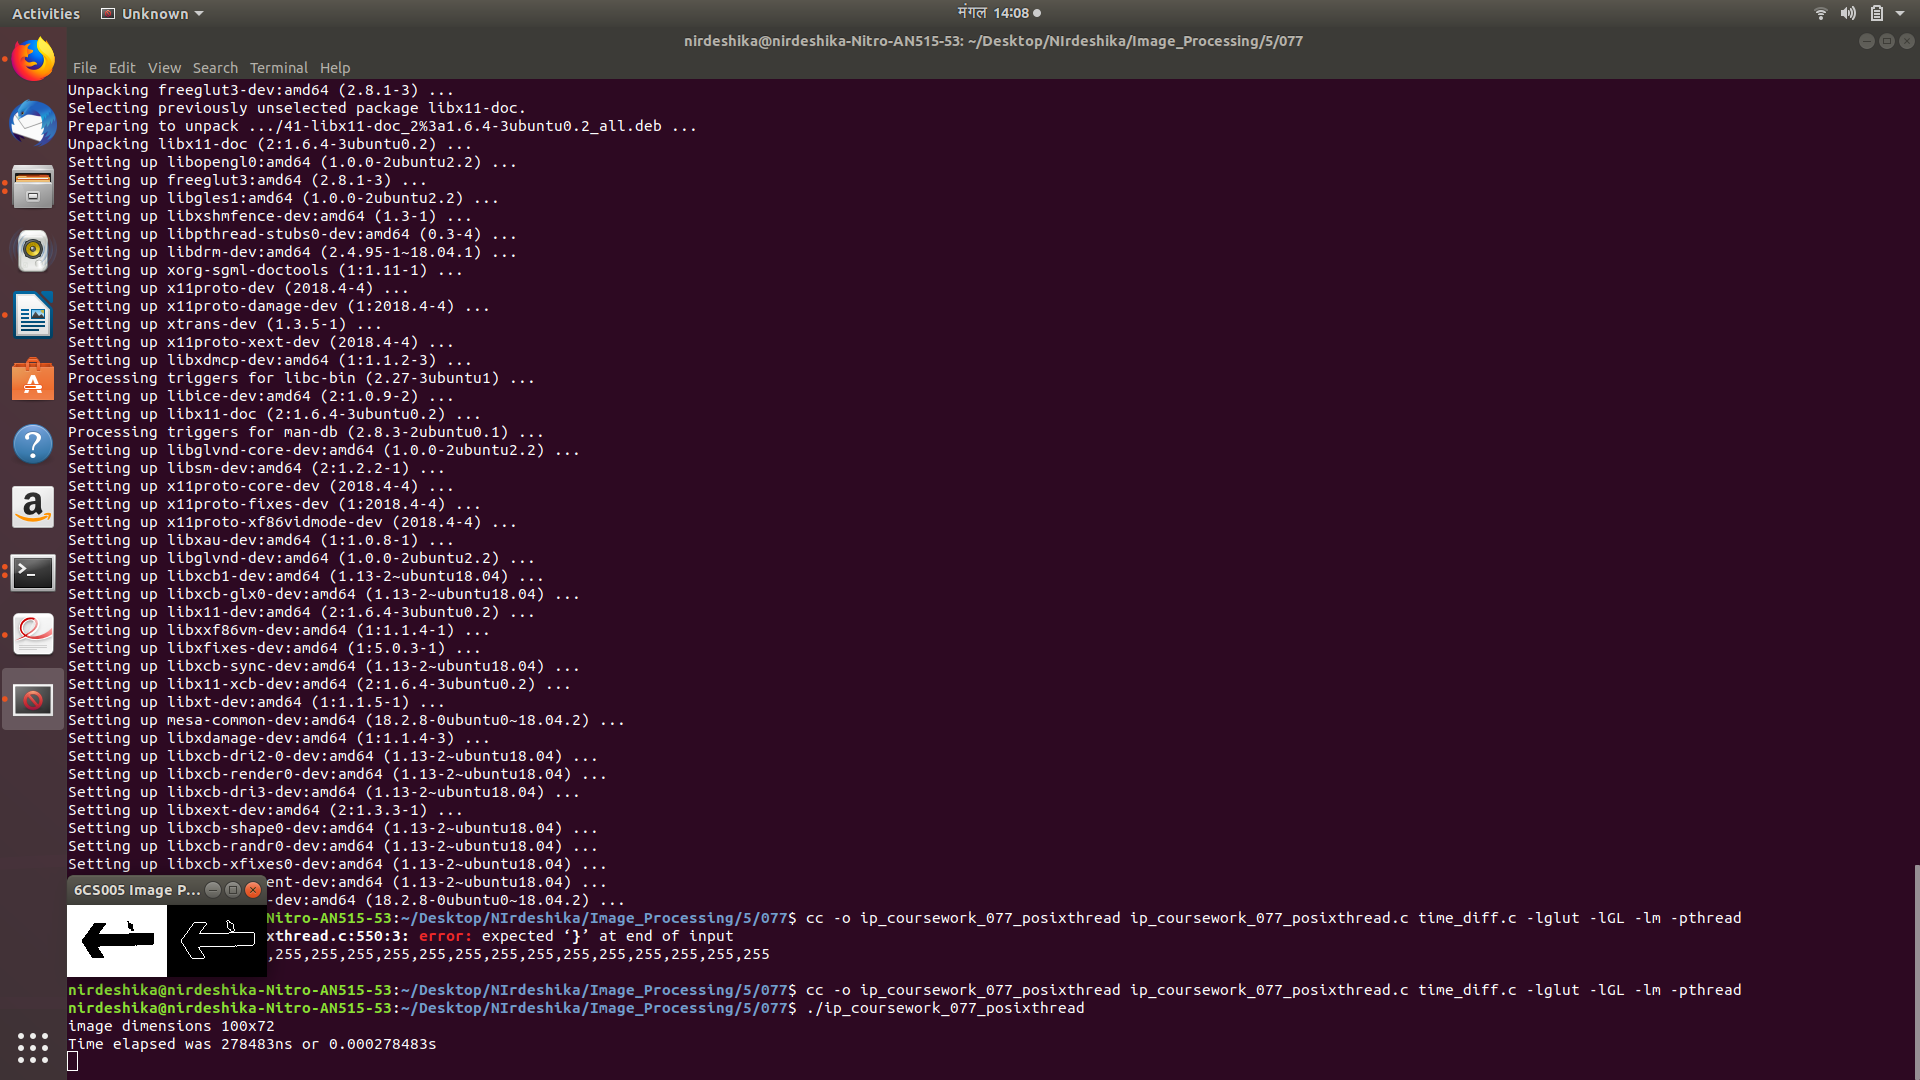 Activities Unknown मंगल 14:08
nirdeshika@nirdeshika-Nitro-AN515-53: ~/Desktop/NIrdeshika/Image_Processing/5/077
File Edit View Search Terminal Help
Unpacking freeglut3-dev:amd64 (2.8.1-3) ...
Selecting previously unselected package libx11-doc.
Preparing to unpack .../41-libx11-doc_2%3a1.6.4-3ubuntu0.2_all.deb ...
Unpacking libx11-doc (2:1.6.4-3ubuntu0.2) ...
Setting up libopengl0:amd64 (1.0.0-2ubuntu2.2) ...
Setting up freeglut3:amd64 (2.8.1-3) ...
Setting up libgles1:amd64 (1.0.0-2ubuntu2.2) ...
Setting up libxshmfence-dev:amd64 (1.3-1) ...
Setting up libpthread-stubs0-dev:amd64 (0.3-4) ...
Setting up libdrm-dev:amd64 (2.4.95-1~18.04.1) ...
Setting up xorg-sgml-doctools (1:1.11-1) ...
Setting up x11proto-dev (2018.4-4) ...
Setting up x11proto-damage-dev (1:2018.4-4) ...
Setting up xtrans-dev (1.3.5-1) ...
Setting up x11proto-xext-dev (2018.4-4) ...
Setting up libxdmcp-dev:amd64 (1:1.1.2-3) ...
Processing triggers for libc-bin (2.27-3ubuntu1) ...
Setting up libice-dev:amd64 (2:1.0.9-2) ...
Setting up libx11-doc (2:1.6.4-3ubuntu0.2) ...
Processing triggers for man-db (2.8.3-2ubuntu0.1) ...
Setting up libglvnd-core-dev:amd64 (1.0.0-2ubuntu2.2) ...
Setting up libsm-dev:amd64 (2:1.2.2-1) ...
Setting up x11proto-core-dev (2018.4-4) ...
Setting up x11proto-fixes-dev (1:2018.4-4) ...
Setting up x11proto-xf86vidmode-dev (2018.4-4) ...
Setting up libxau-dev:amd64 (1:1.0.8-1) ...
Setting up libglvnd-dev:amd64 (1.0.0-2ubuntu2.2) ...
Setting up libxcb1-dev:amd64 (1.13-2~ubuntu18.04) ...
Setting up libxcb-glx0-dev:amd64 (1.13-2~ubuntu18.04) ...
Setting up libx11-dev:amd64 (2:1.6.4-3ubuntu0.2) ...
Setting up libxxf86vm-dev:amd64 (1:1.1.4-1) ...
Setting up libxfixes-dev:amd64 (1:5.0.3-1) ...
Setting up libxcb-sync-dev:amd64 (1.13-2~ubuntu18.04) ...
Setting up libx11-xcb-dev:amd64 (2:1.6.4-3ubuntu0.2) ...
Setting up libxt-dev:amd64 (1:1.1.5-1) ...
Setting up mesa-common-dev:amd64 (18.2.8-0ubuntu0~18.04.2) ...
Setting up libxdamage-dev:amd64 (1:1.1.4-3) ...
Setting up libxcb-dri2-0-dev:amd64 (1.13-2~ubuntu18.04) ...
Setting up libxcb-render0-dev:amd64 (1.13-2~ubuntu18.04) ...
Setting up libxcb-dri3-dev:amd64 (1.13-2~ubuntu18.04) ...
Setting up libxext-dev:amd64 (2:1.3.3-1) ...
Setting up libxcb-shape0-dev:amd64 (1.13-2~ubuntu18.04) ...
Setting up libxcb-randr0-dev:amd64 (1.13-2~ubuntu18.04) ...
Setting up libxcb-xfixes0-dev:amd64 (1.13-2~ubuntu18.04) ...
6CS005 Image P...
ent-dev:amd64 (1.13-2~ubuntu18.04) ...
-dev:amd64 (18.2.8-0ubuntu0~18.04.2) ...
Nitro-AN515-53:~/Desktop/NIrdeshika/Image_Processing/5/077$ cc -o ip_coursework_077_posixthread ip_coursework_077_posixthread.c time_diff.c -lglut -lGL -lm -pthread
xthread.c:550:3: error: expected ‘}’ at end of input
,255,255,255,255,255,255,255,255,255,255,255,255,255,255
nirdeshika@nirdeshika-Nitro-AN515-53:~/Desktop/NIrdeshika/Image_Processing/5/077$ cc -o ip_coursework_077_posixthread ip_coursework_077_posixthread.c time_diff.c -lglut -lGL -lm -pthread
nirdeshika@nirdeshika-Nitro-AN515-53:~/Desktop/NIrdeshika/Image_Processing/5/077$ ./ip_coursework_077_posixthread
image dimensions 100x72
Time elapsed was 278483ns or 0.000278483s